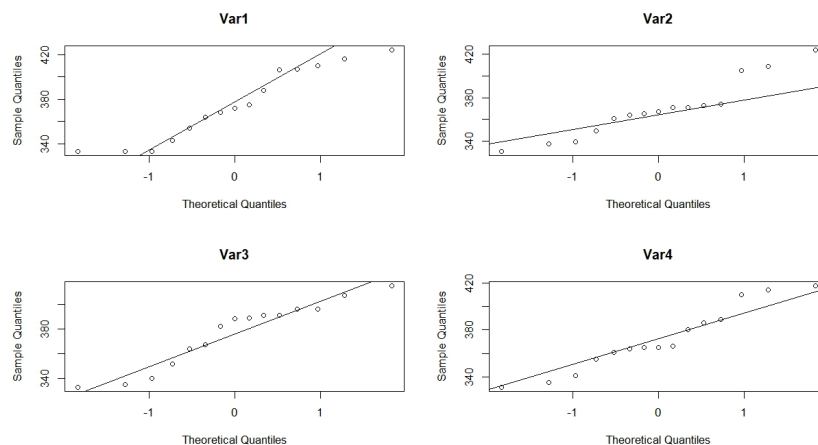 Var1
Sample Quantiles
340 380 420
-1 0 1
Theoretical Quantiles
Var2
Sample Quantiles
340 380 420
-1 0 1
Theoretical Quantiles
Var3
Sample Quantiles
340 380
-1 0 1
Theoretical Quantiles
Var4
Sample Quantiles
340 380 420
-1 0 1
Theoretical Quantiles